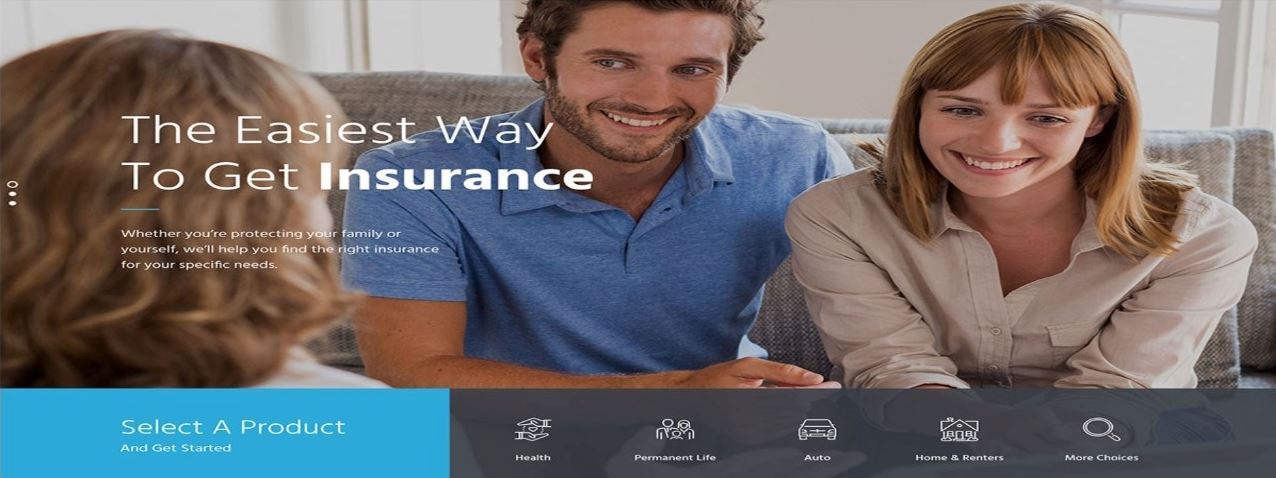 The Easiest Way
To Get Insurance
Whether you're protecting your family or
yourself, we'll help you find the right insurance
for your specific needs.
Select A Product
And Get Started
Health
Permanent Life
Auto
Home & Renters
More Choices